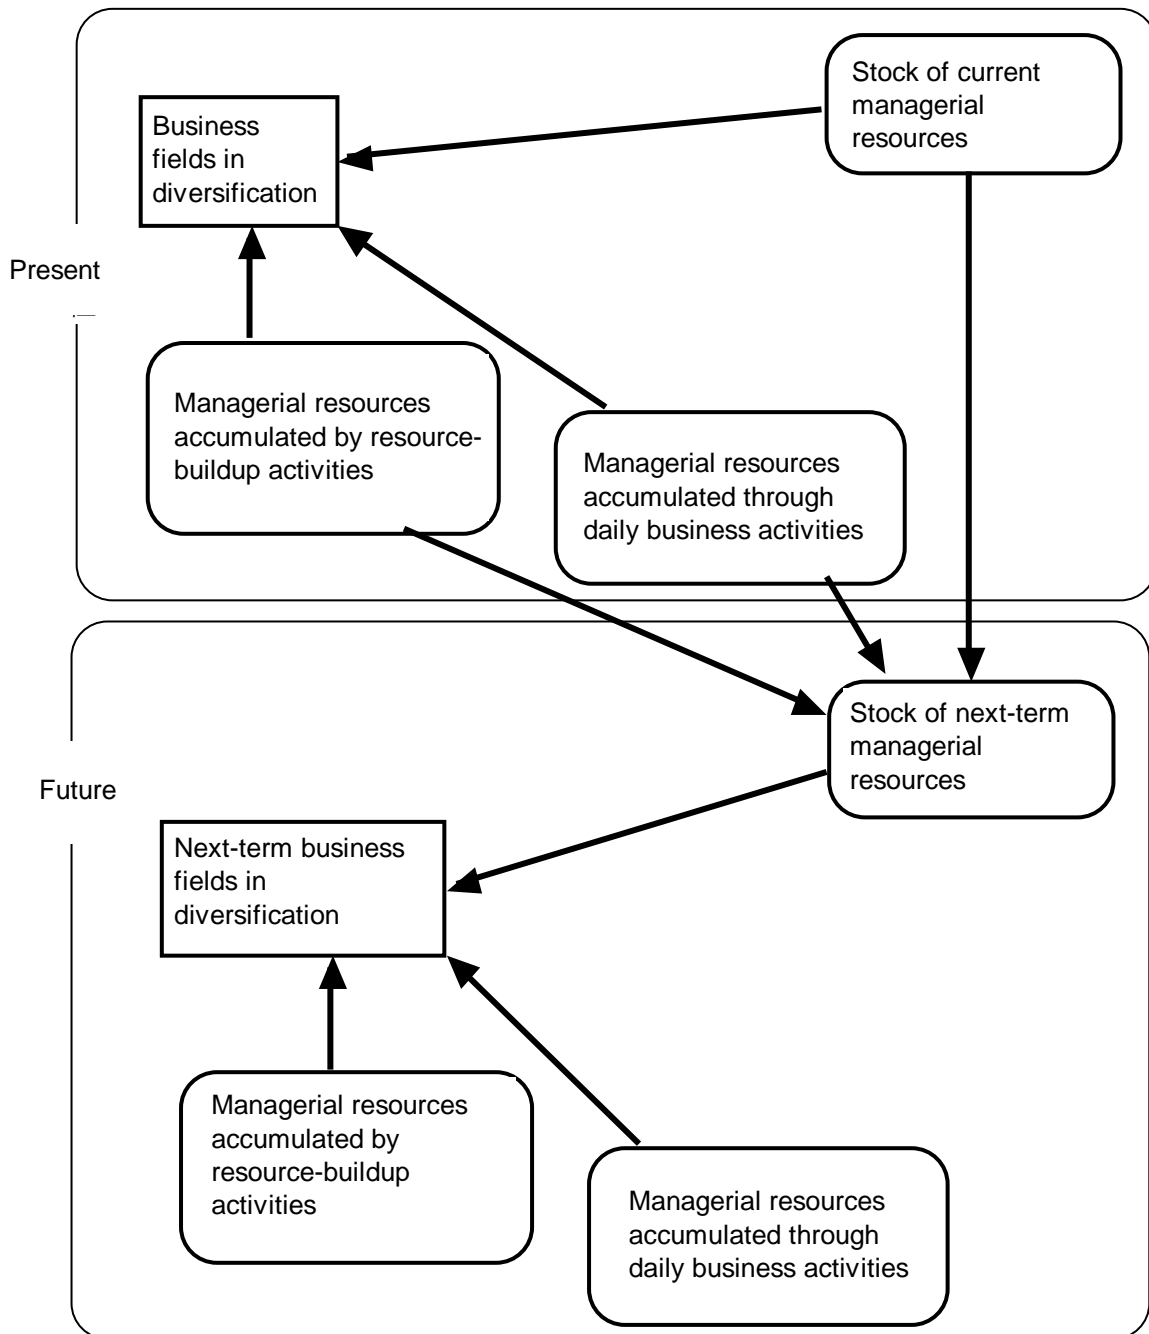 Stock of current
managerial
resources
Business
fields in
diversification
Present
Managerial resources
accumulated by resource-
buildup activities
Managerial resources
accumulated through
daily business activities
Stock of next-term
managerial
resources
Future
Next-term business
fields in
diversification
Managerial resources
accumulated by
resource-buildup
activities
Managerial resources
accumulated through
daily business activities